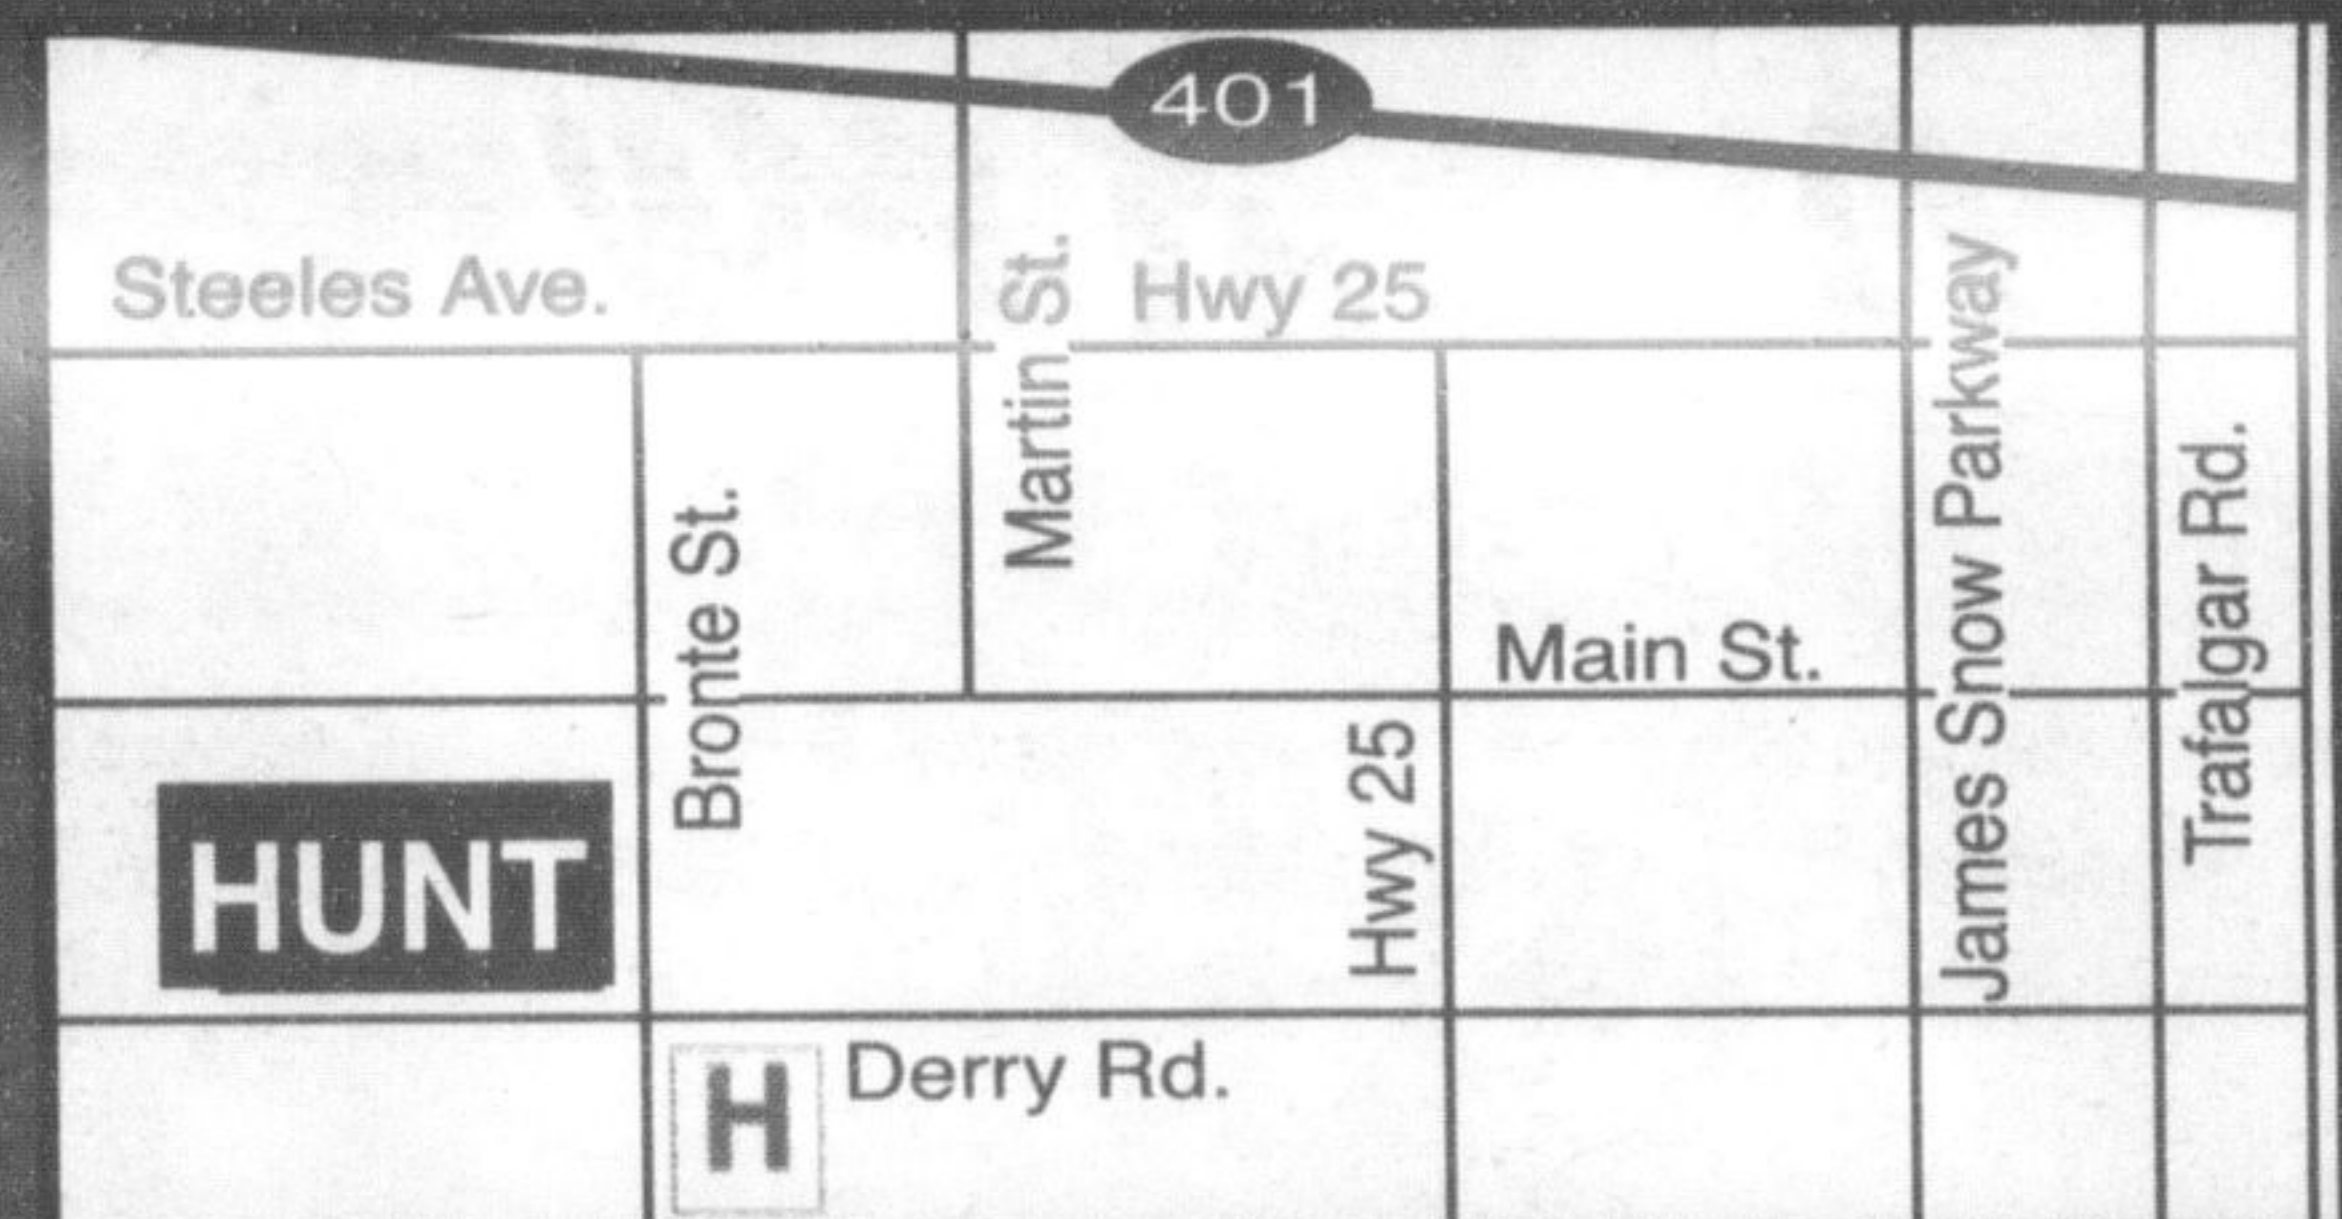 401
Steeles Ave.
Martin St.
Hwy 25
James Snow Parkway
Trafalgar Rd.
Bronte St.
Main St.
Hwy 25
HUNT
H
Derry Rd.